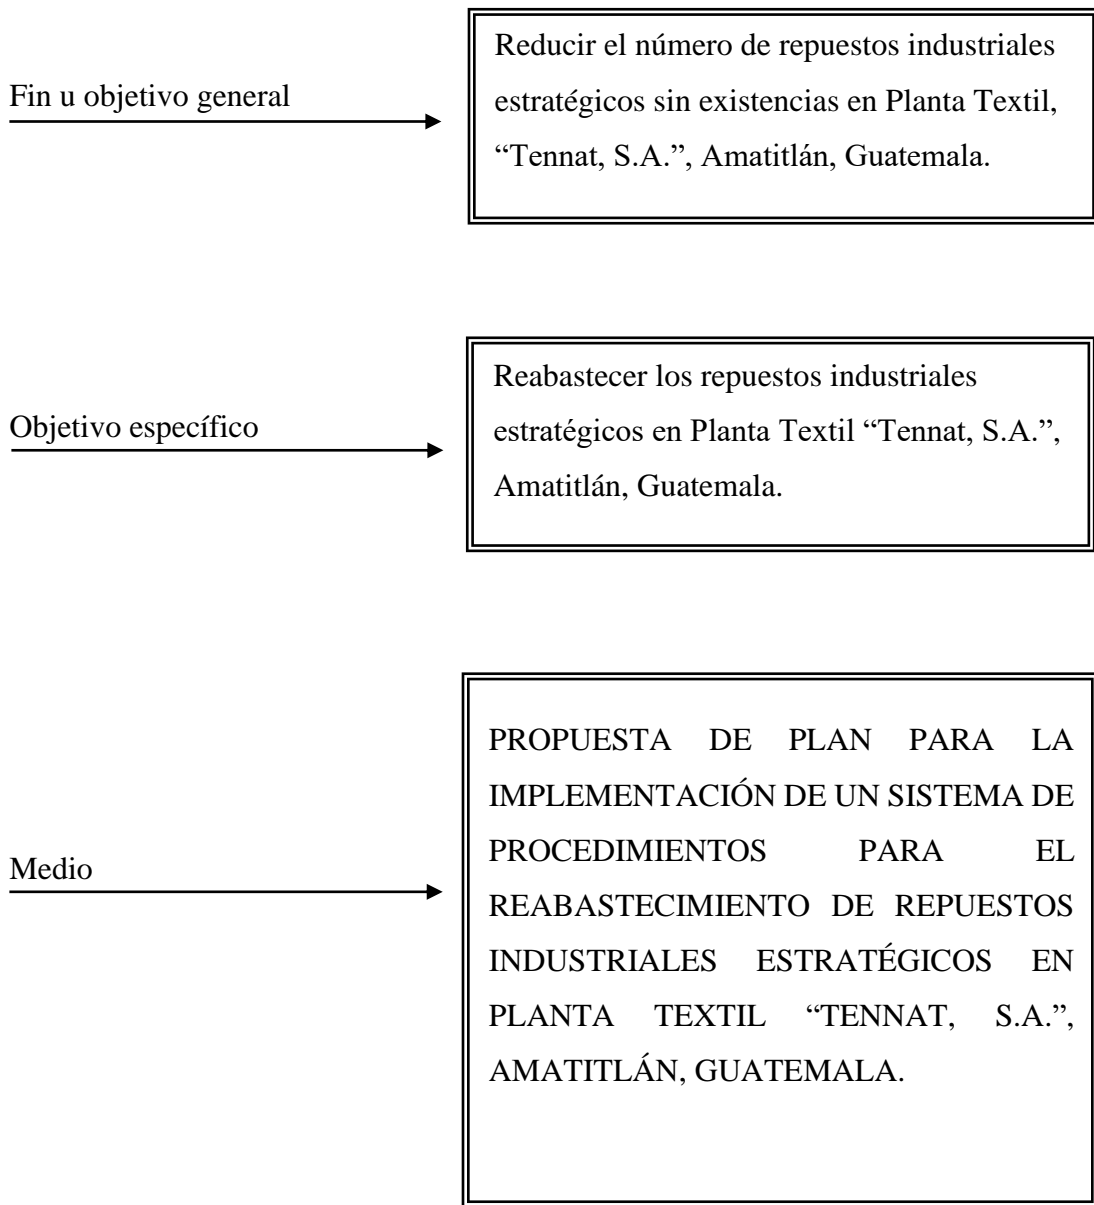 Fin u objetivo general
Reducir el número de repuestos industriales
estratégicos sin existencias en Planta Textil,
“Tennat, S.A.”, Amatitlán, Guatemala.
Objetivo específico
Reabastecer los repuestos industriales
estratégicos en Planta Textil “Tennat, S.A.”,
Amatitlán, Guatemala.
Medio
PROPUESTA DE PLAN PARA LA
IMPLEMENTACIÓN DE UN SISTEMA DE
PROCEDIMIENTOS PARA EL
REABASTECIMIENTO DE REPUESTOS
INDUSTRIALES ESTRATÉGICOS EN
PLANTA TEXTIL “TENNAT, S.A.”,
AMATITLÁN, GUATEMALA.